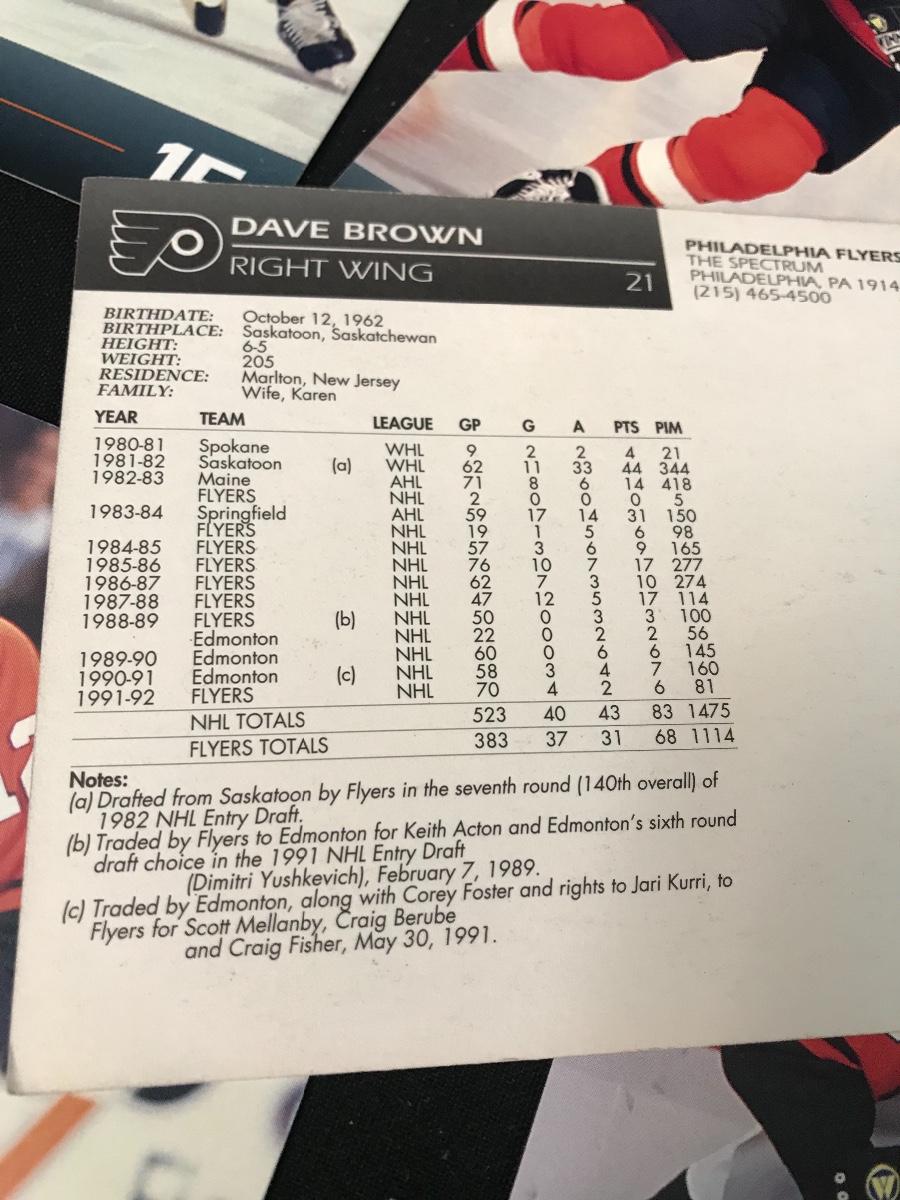 15
DAVE BROWN
RIGHT WING 21
PHILADELPHIA FLYERS
THE SPECTRUM
PHILADELPHIA, PA 1914
(215) 465-4500
BIRTHDATE: October 12, 1962
BIRTHPLACE: Saskatoon, Saskatchewan
HEIGHT: 6-5
WEIGHT: 205
RESIDENCE: Marlton, New Jersey
FAMILY: Wife, Karen
YEAR TEAM LEAGUE GP G A PTS PIM
1980-81 Spokane WHL 9 2 2 4 21
1981-82 Saskatoon (a) WHL 62 11 33 44 344
1982-83 Maine AHL 71 8 6 14 418
FLYERS NHL 2 0 0 0 5
1983-84 Springfield AHL 59 17 14 31 150
FLYERS NHL 19 1 5 6 98
1984-85 FLYERS NHL 57 3 6 9 165
1985-86 FLYERS NHL 76 10 7 17 277
1986-87 FLYERS NHL 62 7 3 10 274
1987-88 FLYERS NHL 47 12 5 17 114
1988-89 FLYERS (b) NHL 50 0 3 3 100
Edmonton NHL 22 0 2 2 56
1989-90 Edmonton NHL 60 0 6 6 145
1990-91 Edmonton (c) NHL 58 3 4 7 160
1991-92 FLYERS NHL 70 4 2 6 81
NHL TOTALS 523 40 43 83 1475
FLYERS TOTALS 383 37 31 68 1114
Notes:
(a) Drafted from Saskatoon by Flyers in the seventh round (140th overall) of
1982 NHL Entry Draft.
(b) Traded by Flyers to Edmonton for Keith Acton and Edmonton's sixth round
draft choice in the 1991 NHL Entry Draft
(Dimitri Yushkevich), February 7, 1989.
(c) Traded by Edmonton, along with Corey Foster and rights to Jari Kurri, to
Flyers for Scott Mellanby, Craig Berube
and Craig Fisher, May 30, 1991.